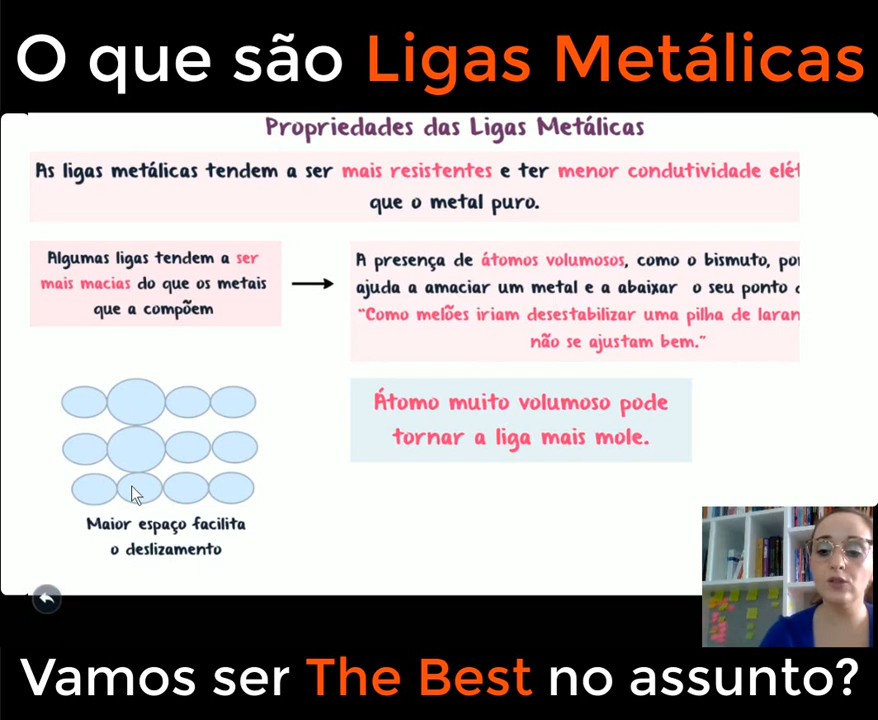 O que são Ligas Metálicas
Propriedades das Ligas Metálicas
As ligas metálicas tendem a ser mais resistentes e ter menor condutividade
que o metal puro.
Algumas ligas tendem a ser
mais macias do que os metais
que a compõem
A presença de átomos volumosos, como o bismuto,
ajuda a amaciar um metal e a abaixar o seu ponto
“Como melões iriam desestabilizar uma pilha de
não se ajustam bem.”
Átomo muito volumoso pode
tornar a liga mais mole.
Maior espaço facilita
o deslizamento
Vamos ser The Best no assunto?